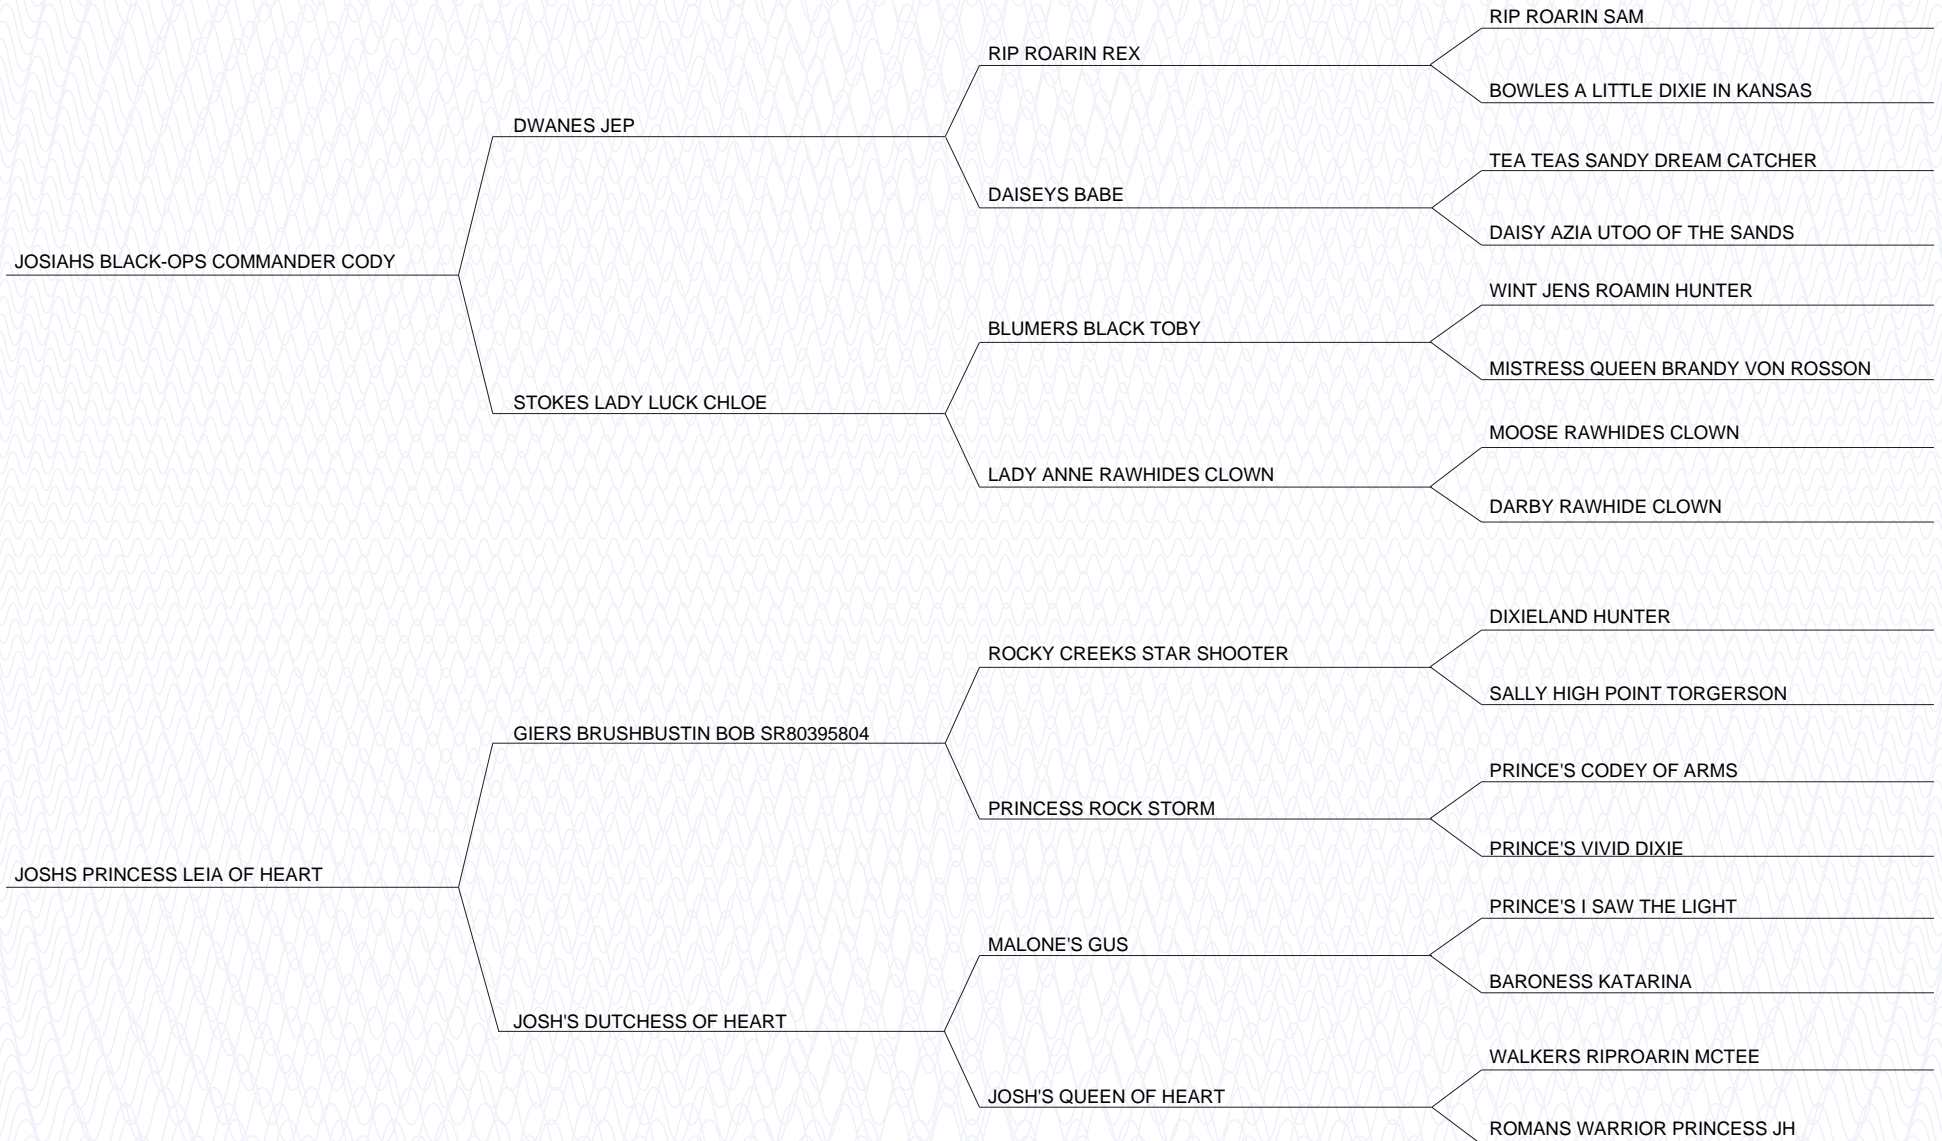 RIP ROARIN SAM
RIP ROARIN REX
BOWLES A LITTLE DIXIE IN KANSAS
DWANES JEP
TEA TEAS SANDY DREAM CATCHER
DAISEYS BABE
DAISY AZIA UTOO OF THE SANDS
JOSIAHS BLACK-OPS COMMANDER CODY
WINT JENS ROAMIN HUNTER
BLUMERS BLACK TOBY
MISTRESS QUEEN BRANDY VON ROSSON
STOKES LADY LUCK CHLOE
MOOSE RAWHIDES CLOWN
LADY ANNE RAWHIDES CLOWN
DARBY RAWHIDE CLOWN
DIXIELAND HUNTER
ROCKY CREEKS STAR SHOOTER
SALLY HIGH POINT TORGERSON
GIERS BRUSHBUSTIN BOB SR80395804
PRINCE'S CODEY OF ARMS
PRINCESS ROCK STORM
PRINCE'S VIVID DIXIE
JOSHS PRINCESS LEIA OF HEART
PRINCE'S I SAW THE LIGHT
MALONE'S GUS
BARONESS KATARINA
JOSH'S DUTCHESS OF HEART
WALKERS RIPROARIN MCTEE
JOSH'S QUEEN OF HEART
ROMANS WARRIOR PRINCESS JH